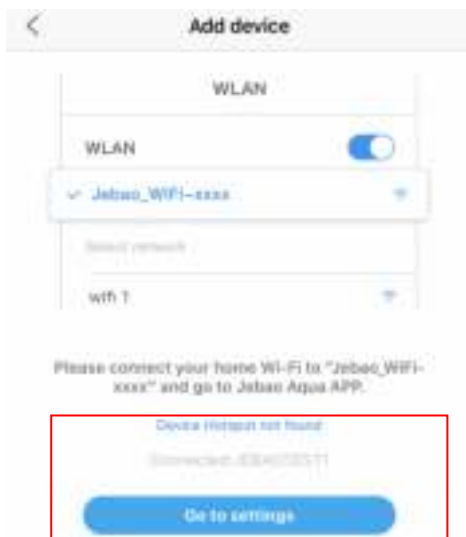 Add device
WLAN
WLAN
Jebao_WiFi-xxxx
Select network
wifi 1
Please connect your home Wi-Fi to "Jebao_WiFi-
xxxx" and go to Jebao Aqua APP.
Device Hotspot not found
Connected:
Go to settings